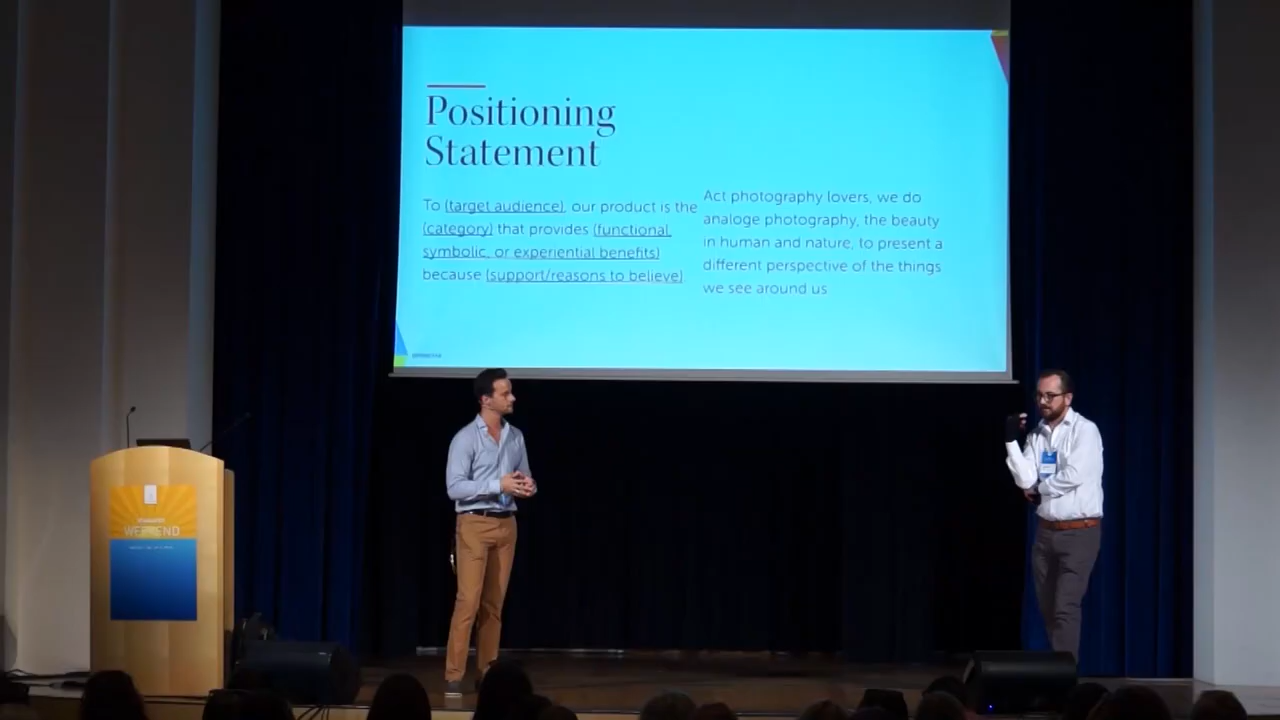 Positioning
Statement
To (target audience), our product is the
(category) that provides (functional,
symbolic, or experiential benefits)
because (support/reasons to believe).
Act photography lovers, we do
analoge photography, the beauty
in human and nature, to present a
different perspective of the things
we see around us
WEEKEND